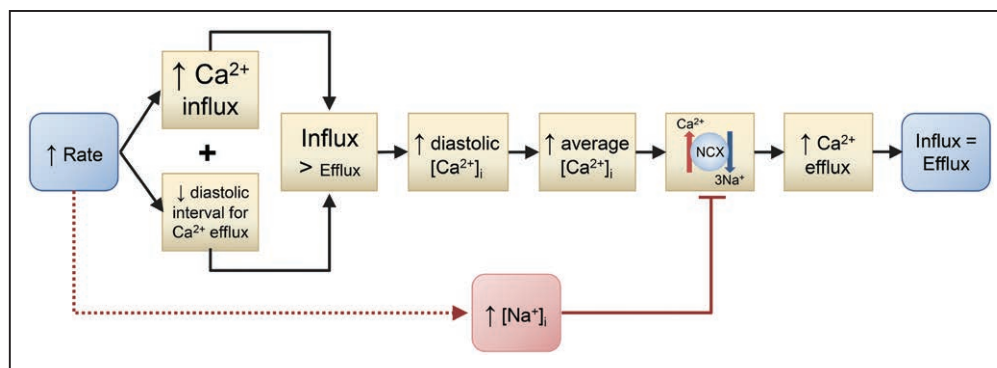 ↑ Rate
↑ Ca²⁺
influx
+
↓ diastolic
interval for
Ca²⁺ efflux
Influx
> Efflux
↑ diastolic
[Ca²⁺]ᵢ
↑ average
[Ca²⁺]ᵢ
Ca²⁺
NCX
3Na⁺
↑ Ca²⁺
efflux
Influx =
Efflux
↑ [Na⁺]ᵢ